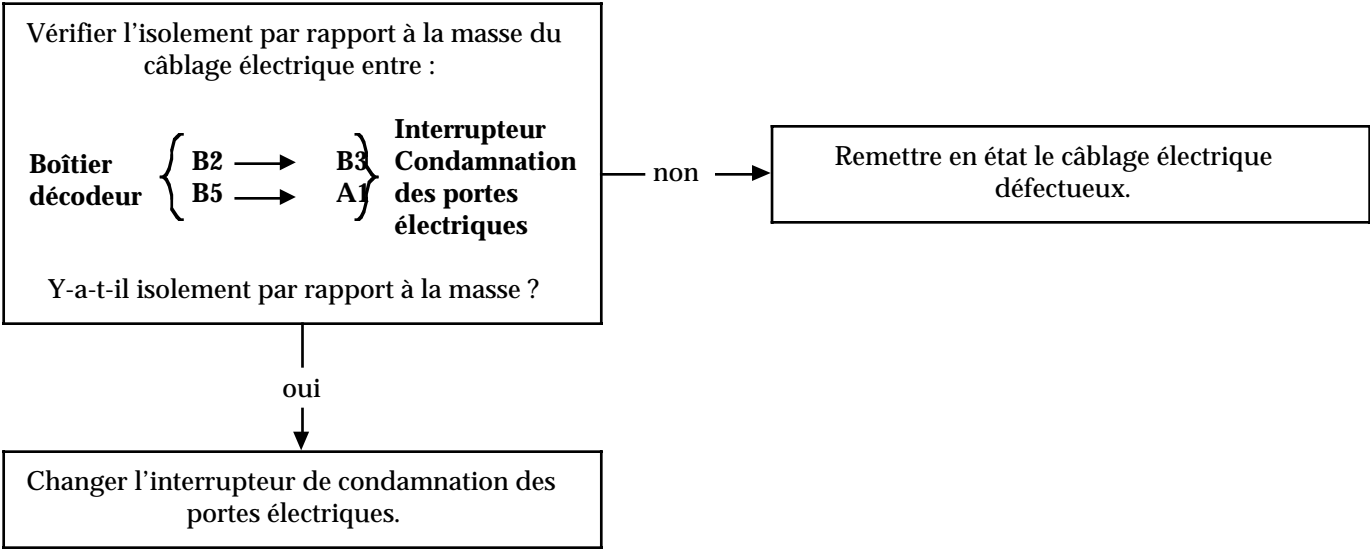 Vérifier l’isolement par rapport à la masse du
câblage électrique entre :
Boîtier
décodeur
B2
B3
B5
A1
Interrupteur
Condamnation
des portes
électriques
Y-a-t-il isolement par rapport à la masse ?
non
Remettre en état le câblage électrique
défectueux.
oui
Changer l’interrupteur de condamnation des
portes électriques.